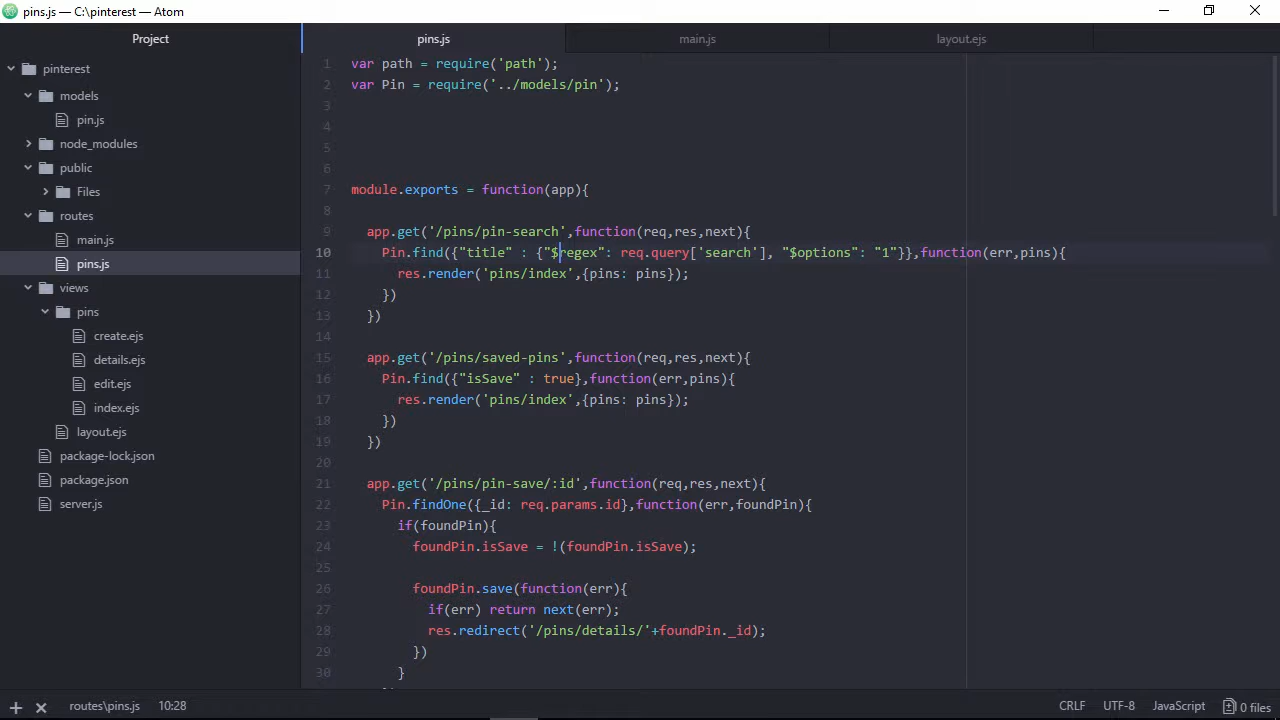 pins.js — C:\pinterest — Atom
Project
pinterest
models
pin.js
node_modules
public
Files
routes
main.js
pins.js
views
pins
create.ejs
details.ejs
edit.ejs
index.ejs
layout.ejs
package-lock.json
package.json
server.js
pins.js main.js layout.ejs
1 var path = require('path');
2 var Pin = require('../models/pin');
3
4
5
6
7 module.exports = function(app){
8
9 app.get('/pins/pin-search',function(req,res,next){
10 Pin.find({"title" : {"$regex": req.query['search'], "$options": "1"}},function(err,pins){
11 res.render('pins/index',{pins: pins});
12 })
13 })
14
15 app.get('/pins/saved-pins',function(req,res,next){
16 Pin.find({"isSave" : true},function(err,pins){
17 res.render('pins/index',{pins: pins});
18 })
19 })
20
21 app.get('/pins/pin-save/:id',function(req,res,next){
22 Pin.findOne({_id: req.params.id},function(err,foundPin){
23 if(foundPin){
24 foundPin.isSave = !(foundPin.isSave);
25
26 foundPin.save(function(err){
27 if(err) return next(err);
28 res.redirect('/pins/details/'+foundPin._id);
29 })
30 }
routes\pins.js 10:28 CRLF UTF-8 JavaScript 0 files